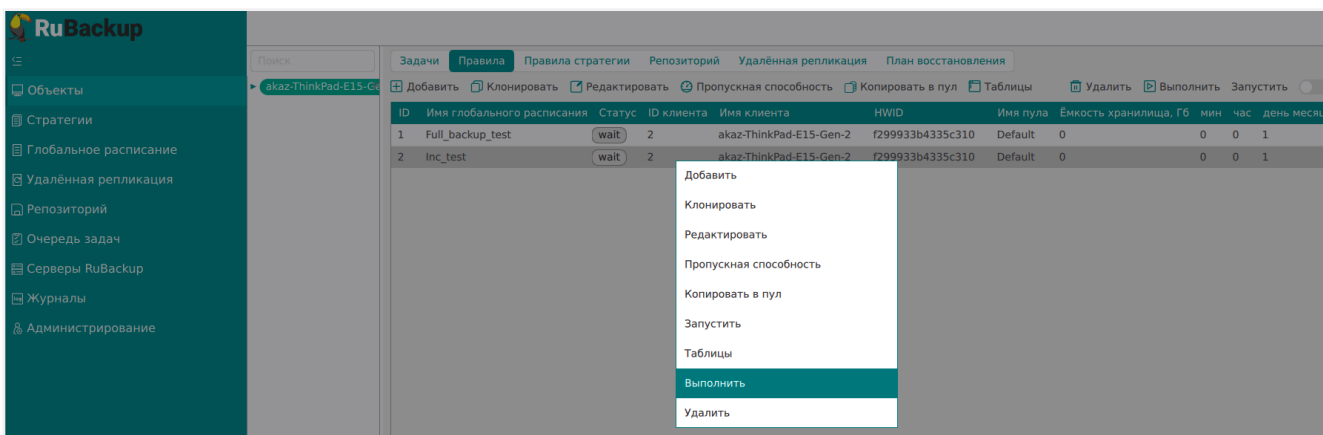 RuBackup
Поиск
Задачи Правила Правила стратегии Репозиторий Удалённая репликация План восстановления
Объекты
akaz-ThinkPad-E15-Ge
Добавить Клонировать Редактировать Пропускная способность Копировать в пул Таблицы Удалить Выполнить Запустить
Стратегии
ID Имя глобального расписания Статус ID клиента Имя клиента HWID Имя пула Ёмкость хранилища, Гб мин час день месяц
1 Full_backup_test wait 2 akaz-ThinkPad-E15-Gen-2 f299933b4335c310 Default 0 0 0 1
Глобальное расписание
2 Inc_test wait 2 akaz-ThinkPad-E15-Gen-2 f299933b4335c310 Default 0 0 0 1
Удалённая репликация
Репозиторий
Очередь задач
Серверы RuBackup
Журналы
Администрирование
Добавить
Клонировать
Редактировать
Пропускная способность
Копировать в пул
Запустить
Таблицы
Выполнить
Удалить